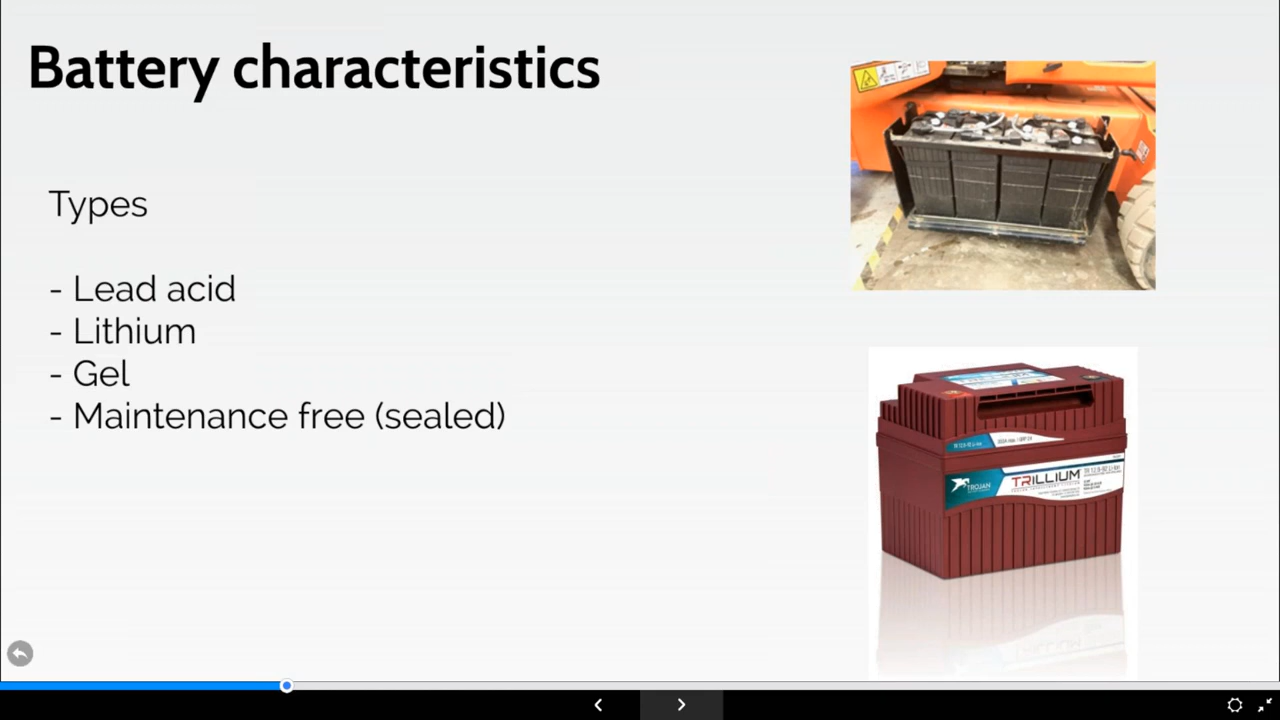 Battery characteristics
Types
- Lead acid
- Lithium
- Gel
- Maintenance free (sealed)
TROJAN
TRILLIUM